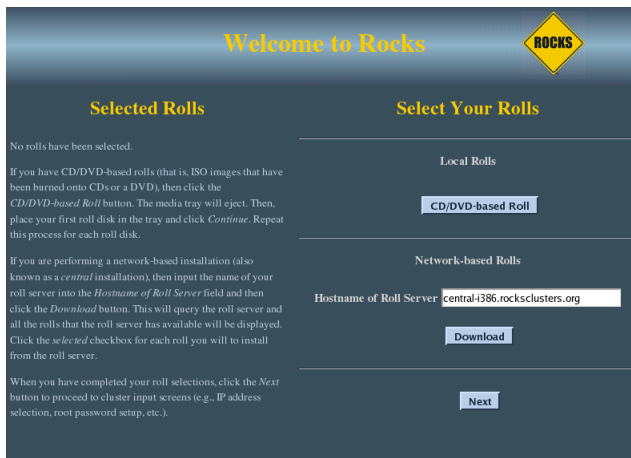 Welcome to Rocks
ROCKS
Selected Rolls
No rolls have been selected.
If you have CD/DVD-based rolls (that is, ISO images that have
been burned onto CDs or a DVD), then click the
CD/DVD-based Roll button. The media tray will eject. Then,
place your first roll disk in the tray and click Continue. Repeat
this process for each roll disk.
If you are performing a network-based installation (also
known as a central installation), then input the name of your
roll server into the Hostname of Roll Server field and then
click the Download button. This will query the roll server and
all the rolls that the roll server has available will be displayed.
Click the selected checkbox for each roll you will to install
from the roll server.
When you have completed your roll selections, click the Next
button to proceed to cluster input screens (e.g., IP address
selection, root password setup, etc.).
Select Your Rolls
Local Rolls
CD/DVD-based Roll
Network-based Rolls
Hostname of Roll Server central-i386.rocksclusters.org
Download
Next